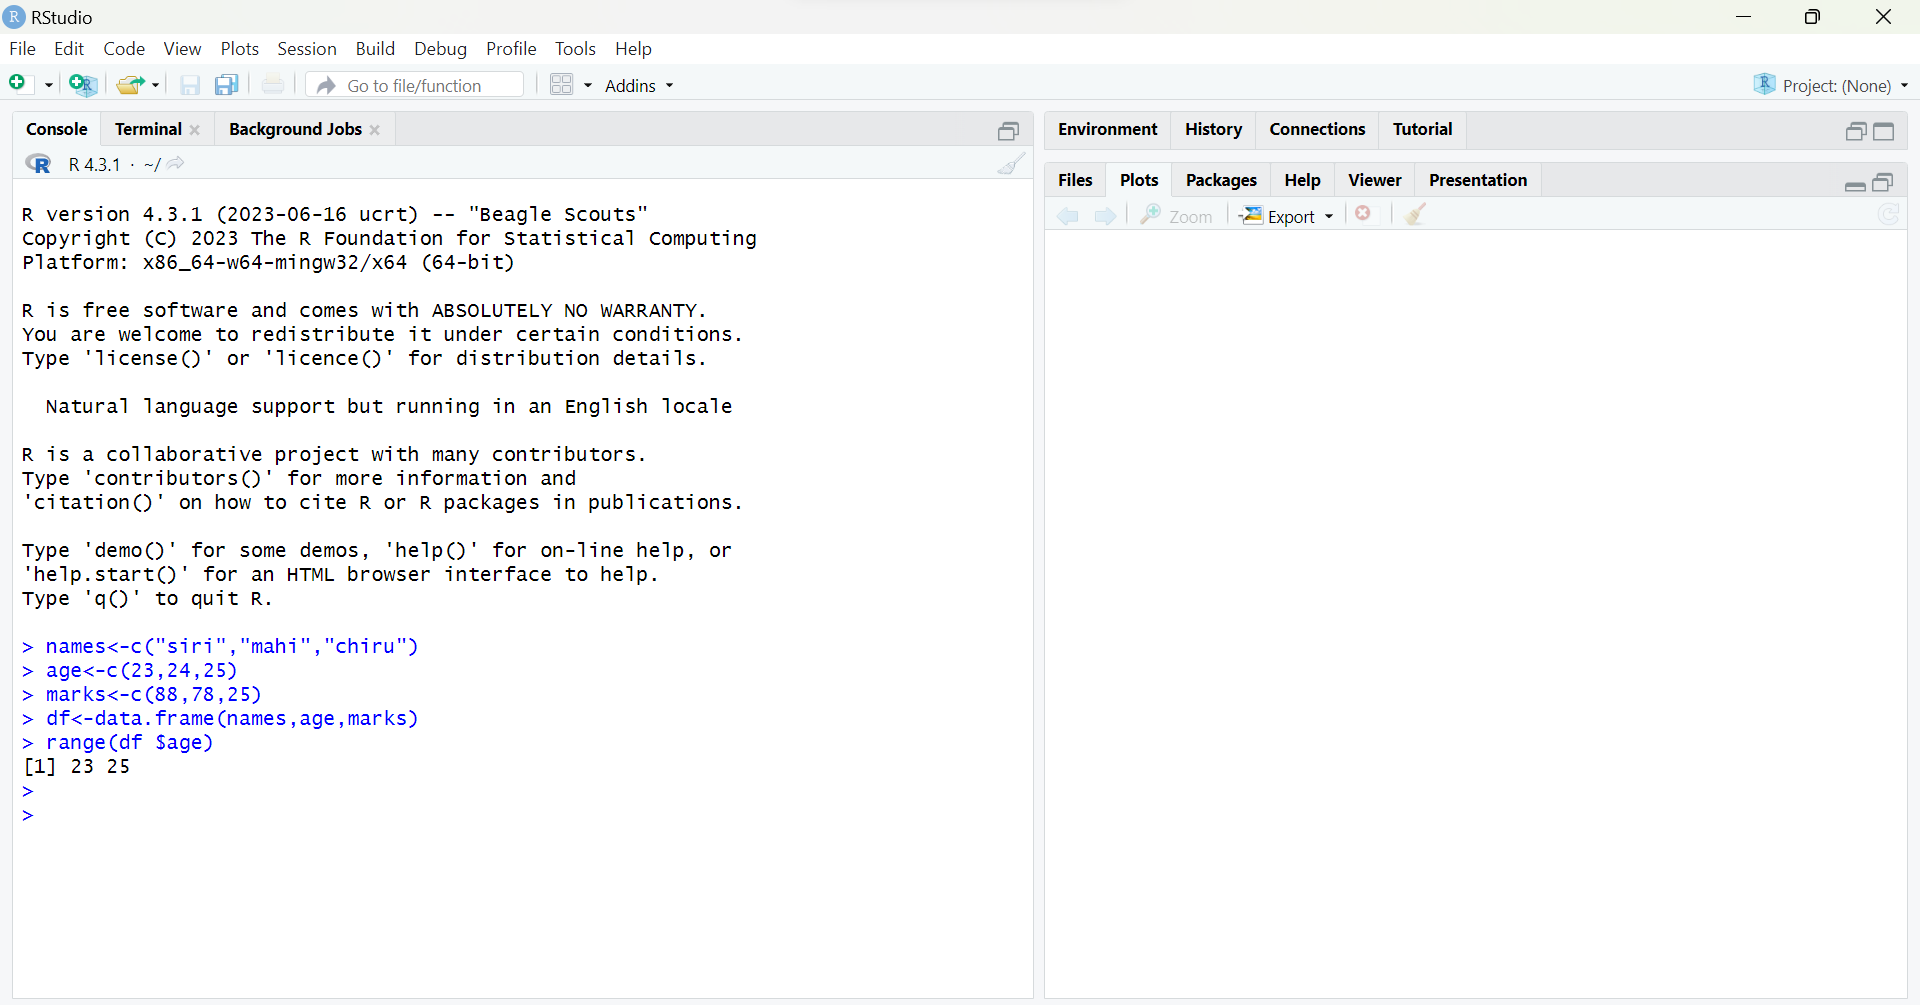 RStudio
File Edit Code View Plots Session Build Debug Profile Tools Help
Go to file/function Addins Project: (None)
Console Terminal Background Jobs
R 4.3.1 · ~/
R version 4.3.1 (2023-06-16 ucrt) -- "Beagle Scouts"
Copyright (C) 2023 The R Foundation for Statistical Computing
Platform: x86_64-w64-mingw32/x64 (64-bit)
R is free software and comes with ABSOLUTELY NO WARRANTY.
You are welcome to redistribute it under certain conditions.
Type 'license()' or 'licence()' for distribution details.
Natural language support but running in an English locale
R is a collaborative project with many contributors.
Type 'contributors()' for more information and
'citation()' on how to cite R or R packages in publications.
Type 'demo()' for some demos, 'help()' for on-line help, or
'help.start()' for an HTML browser interface to help.
Type 'q()' to quit R.
> names<-c("siri","mahi","chiru")
> age<-c(23,24,25)
> marks<-c(88,78,25)
> df<-data.frame(names,age,marks)
> range(df $age)
[1] 23 25
>
>
Environment History Connections Tutorial
Files Plots Packages Help Viewer Presentation
Zoom Export